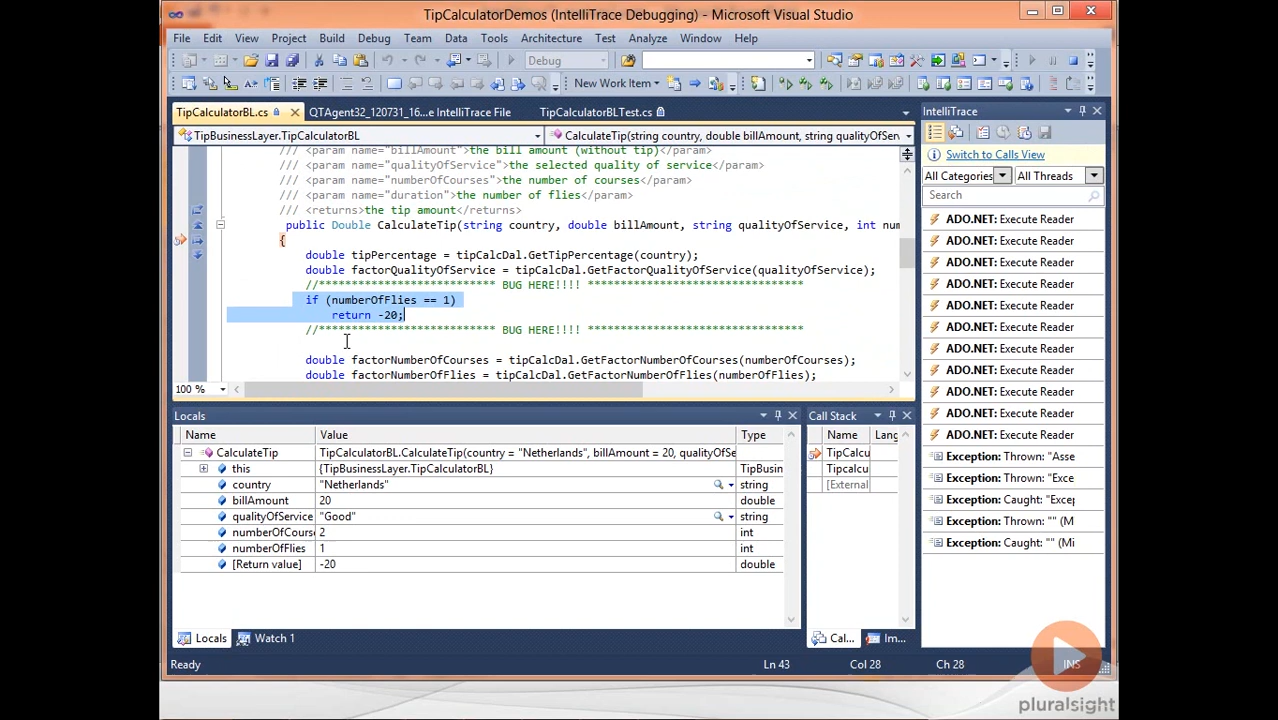 TipCalculatorDemos (IntelliTrace Debugging) - Microsoft Visual Studio
File Edit View Project Build Debug Team Data Tools Architecture Test Analyze Window Help
Debug
New Work Item
TipCalculatorBL.cs QTAgent32_120731_16...e IntelliTrace File TipCalculatorBLTest.cs
TipBusinessLayer.TipCalculatorBL CalculateTip(string country, double billAmount, string qualityOfServ
/// <param name="billAmount">the bill amount (without tip)</param>
/// <param name="qualityOfService">the selected quality of service</param>
/// <param name="numberOfCourses">the number of courses</param>
/// <param name="duration">the number of flies</param>
/// <returns>the tip amount</returns>
public Double CalculateTip(string country, double billAmount, string qualityOfService, int num
{
double tipPercentage = tipCalcDal.GetTipPercentage(country);
double factorQualityOfService = tipCalcDal.GetFactorQualityOfService(qualityOfService);
//*************************** BUG HERE!!!! *********************************
if (numberOfFlies == 1)
return -20;
//*************************** BUG HERE!!!! *********************************
double factorNumberOfCourses = tipCalcDal.GetFactorNumberOfCourses(numberOfCourses);
double factorNumberOfFlies = tipCalcDal.GetFactorNumberOfFlies(numberOfFlies);
100 %
Locals
Name Value Type
CalculateTip TipCalculatorBL.CalculateTip(country = "Netherlands", billAmount = 20, qualityOfSe
this {TipBusinessLayer.TipCalculatorBL} TipBusin
country "Netherlands" string
billAmount 20 double
qualityOfService "Good" string
numberOfCours 2 int
numberOfFlies 1 int
[Return value] -20 double
Locals Watch 1
Call Stack
Name Lang
TipCalcu
Tipcalcu
[External
Cal... Im...
IntelliTrace
Switch to Calls View
All Categories All Threads
Search
ADO.NET: Execute Reader
ADO.NET: Execute Reader
ADO.NET: Execute Reader
ADO.NET: Execute Reader
ADO.NET: Execute Reader
ADO.NET: Execute Reader
ADO.NET: Execute Reader
ADO.NET: Execute Reader
ADO.NET: Execute Reader
ADO.NET: Execute Reader
ADO.NET: Execute Reader
Exception: Thrown: "Asse
Exception: Thrown: "Exce
Exception: Caught: "Excep
Exception: Thrown: "" (M
Exception: Caught: "" (Mi
Ready Ln 43 Col 28 Ch 28 INS
pluralsight